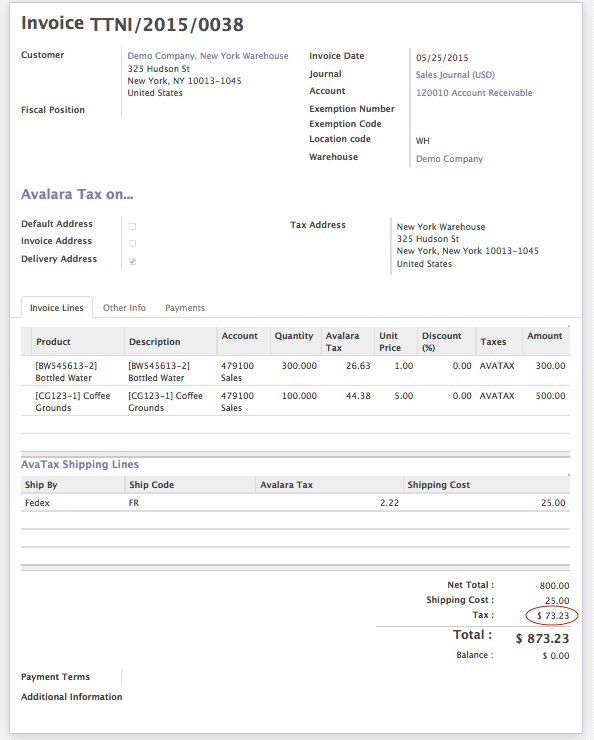 Invoice TTNI/2015/0038
Customer
Demo Company, New York Warehouse
325 Hudson St
New York, NY 10013-1045
United States
Fiscal Position
Invoice Date 05/25/2015
Journal Sales Journal (USD)
Account 120010 Account Receivable
Exemption Number
Exemption Code
Location code WH
Warehouse Demo Company
Avalara Tax on...
Default Address
Invoice Address
Delivery Address
Tax Address
New York Warehouse
325 Hudson St
New York, New York 10013-1045
United States
Invoice Lines Other Info Payments
Product Description Account Quantity Avalara Tax Unit Price Discount (%) Taxes Amount
[BW545613-2] Bottled Water [BW545613-2] Bottled Water 479100 Sales 300.000 26.63 1.00 0.00 AVATAX 300.00
[CG123-1] Coffee Grounds [CG123-1] Coffee Grounds 479100 Sales 100.000 44.38 5.00 0.00 AVATAX 500.00
AvaTax Shipping Lines
Ship By Ship Code Avalara Tax Shipping Cost
Fedex FR 2.22 25.00
Net Total : 800.00
Shipping Cost : 25.00
Tax : $ 73.23
Total : $ 873.23
Balance : $ 0.00
Payment Terms
Additional Information